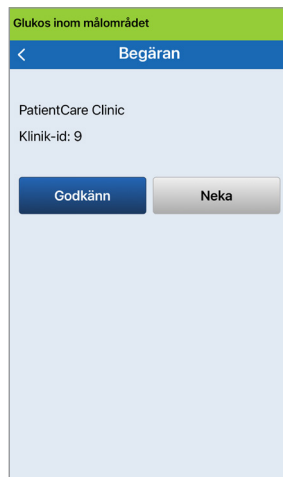 Glukos inom målområdet
Begäran
PatientCare Clinic
Klinik-id: 9
Godkänn
Neka